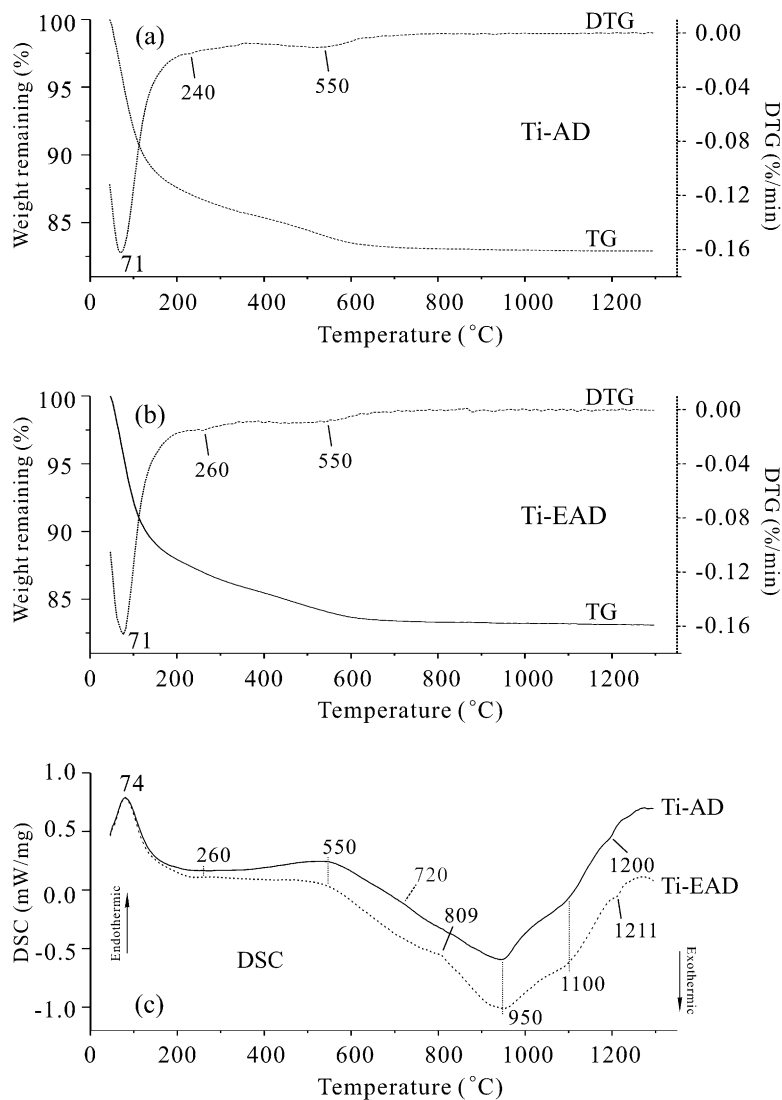 (a)
DTG
240
550
Ti-AD
TG
71
100
98
90
85
Weight remaining (%)
0.00
-0.04
-0.08
-0.12
-0.16
DTG (%/min)
0 200 400 600 800 1000 1200
Temperature (°C)
(b)
DTG
260
550
Ti-EAD
TG
71
100
95
90
85
Weight remaining (%)
0.00
-0.04
-0.08
-0.12
-0.16
DTG (%/min)
0 200 400 600 800 1000 1200
Temperature (°C)
74
260
550
720
809
950
1100
1200
1211
Ti-AD
Ti-EAD
DSC
(c)
Endothermic
Exothermic
1.0
0.5
0.0
-0.5
-1.0
DSC (mW/mg)
0 200 400 600 800 1000 1200
Temperature (°C)